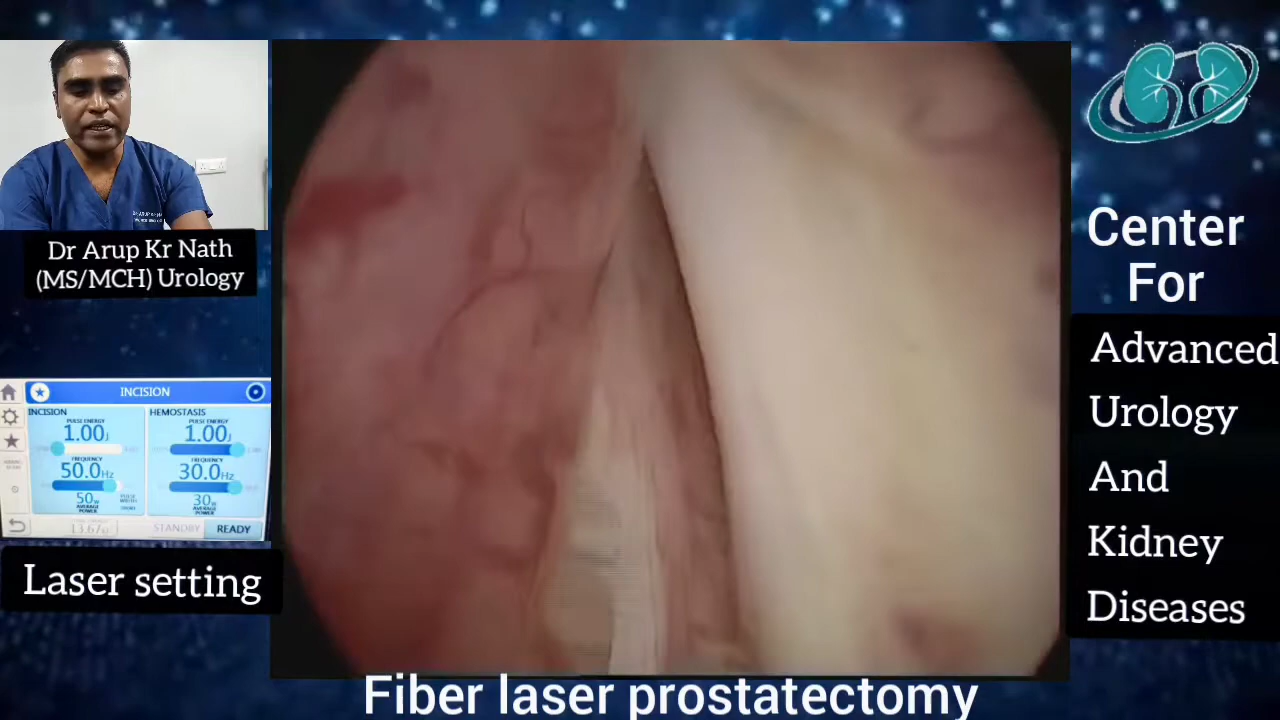 Dr Arup Kr Nath
(MS/MCH) Urology
INCISION
INCISION
HEMOSTASIS
PULSE ENERGY
PULSE ENERGY
1.00J
1.00J
FREQUENCY
FREQUENCY
50.0Hz
30.0Hz
50W
30W
PULSE
WIDTH
AVERAGE
POWER
AVERAGE
POWER
STANDBY
READY
Laser setting
Center
For
Advanced
Urology
And
Kidney
Diseases
Fiber laser prostatectomy